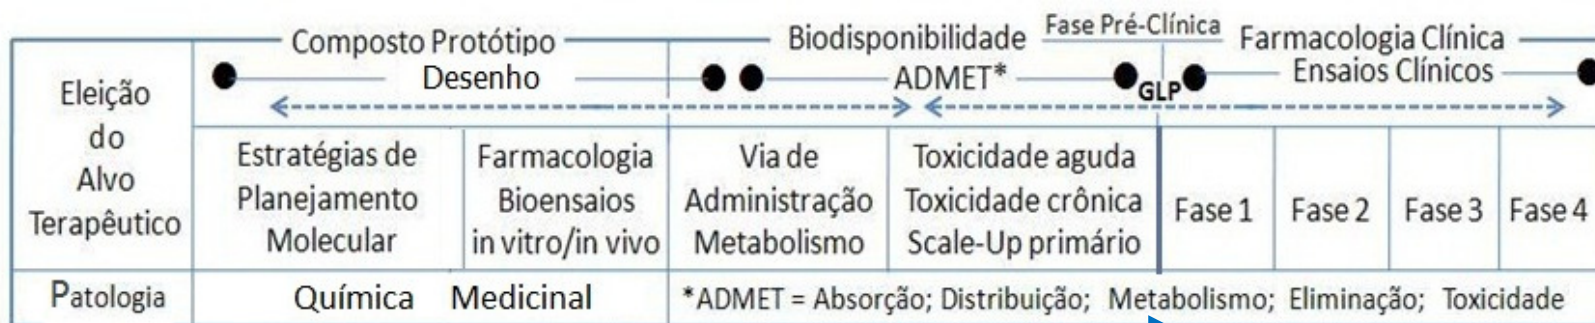 Eleição
do
Alvo
Terapêutico
Patologia
Composto Protótipo
Desenho
Estratégias de
Planejamento
Molecular
Farmacologia
Bioensaios
in vitro/in vivo
Química Medicinal
Biodisponibilidade
ADMET*
Fase Pré-Clínica
GLP
Via de
Administração
Metabolismo
Toxicidade aguda
Toxicidade crônica
Scale-Up primário
Farmacologia Clínica
Ensaios Clínicos
Fase 1
Fase 2
Fase 3
Fase 4
*ADMET = Absorção; Distribuição; Metabolismo; Eliminação; Toxicidade